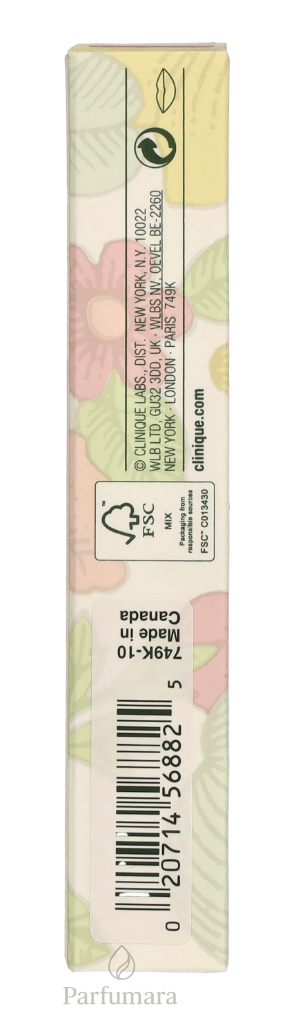 © CLINIQUE LABS., DIST. NEW YORK, N.Y. 10022
WLB LTD, GU32 3DD, UK · WLBS NV, OEVEL BE-2260
NEW YORK · LONDON · PARIS 749K
clinique.com
™
FSC
MIX
Packaging from
responsible sources
FSC™ C013430
749K-10
Made in
Canada
0 20714 56882 5
Parfumara